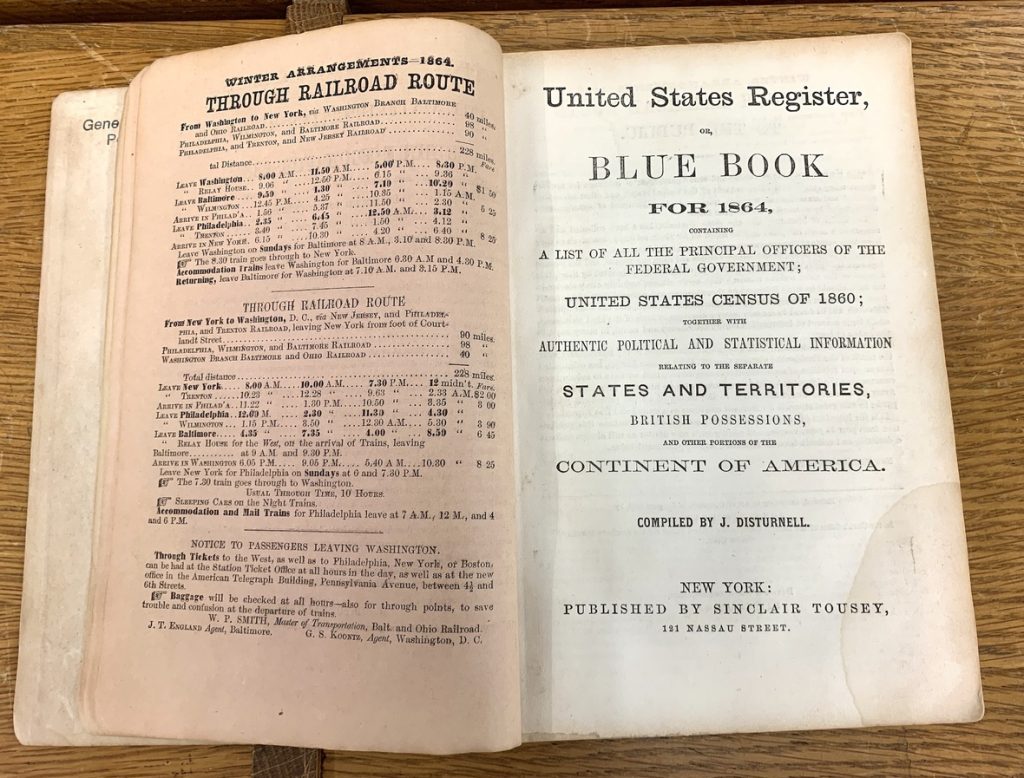 Gene
P
WINTER ARRANGEMENTS—1864.
THROUGH RAILROAD ROUTE
From Washington to New York, via WASHINGTON BRANCH BALTIMORE
and OHIO RAILROAD 40 miles.
PHILADELPHIA, WILMINGTON, and BALTIMORE RAILROAD 98 "
PHILADELPHIA, and TRENTON, and NEW JERSEY RAILROAD 90 "
tal Distance 228 miles.
Fare
LEAVE Washington 8.00 A.M. 11.50 A.M. 5.00 P.M. 8.30 P.M.
" RELAY HOUSE 9.06 " 12.56 P.M. 6.15 " 9.36 "
LEAVE Baltimore 9.50 " 1.30 " 7.10 " 10.20 " $1 50
" WILMINGTON 12.45 P.M. 4.25 " 10.35 " 1.15 A.M.
ARRIVE IN PHILAD'A 1.50 " 5.37 " 11.50 " 2.30 " 5 25
LEAVE Philadelphia 2.35 " 6.45 " 12.50 A.M. 3.12 "
" TRENTON 3.40 " 7.45 " 1.50 " 4.12 "
ARRIVE IN NEW YORK 6.15 " 10.30 " 4.20 " 6.40 " 8 25
Leave Washington on Sundays for Baltimore at 8 A.M., 3.10 and 8.30 P.M.
☞ The 8.30 train goes through to New York.
Accommodation Trains leave Washington for Baltimore 6.30 A.M and 4.30 P.M.
Returning, leave Baltimore for Washington at 7.10 A.M. and 3.15 P.M.
THROUGH RAILROAD ROUTE
From New York to Washington, D. C., via NEW JERSEY, and PHILADEL-
PHIA, and TRENTON RAILROAD, leaving New York from foot of Court-
landt Street 90 miles.
PHILADELPHIA, WILMINGTON, and BALTIMORE RAILROAD 98 "
WASHINGTON BRANCH BALTIMORE and OHIO RAILROAD 40 "
Total distance 228 miles.
LEAVE New York 8.00 A.M. 10.00 A.M. 7.30 P.M. 12 midn't. Fare.
" TRENTON 10.23 " 12.28 " 9.63 " 2.33 A.M. $2 00
ARRIVE IN PHILAD'A 11.22 " 1.30 P.M. 10.50 " 3.35 " 3 00
LEAVE Philadelphia 12.00 M. 2.30 " 11.30 " 4.30 "
" WILMINGTON 1.15 P.M. 3.50 " 12.30 A.M. 5.30 " 3 90
LEAVE Baltimore 4.35 " 7.35 " 4.00 " 8.50 " 6 45
" RELAY HOUSE for the West, on the arrival of Trains, leaving
Baltimore at 9 A.M. and 9.30 P.M.
ARRIVE IN WASHINGTON 6.05 P.M. 9.05 P.M. 5.40 A.M. 10.30 " 8 25
Leave New York for Philadelphia on Sundays at 6 and 7.30 P.M.
☞ The 7.30 train goes through to Washington.
USUAL THROUGH TIME, 10 HOURS.
☞ SLEEPING CARS on the Night Trains.
Accommodation and Mail Trains for Philadelphia leave at 7 A.M., 12 M., and 4
and 6 P.M.
NOTICE TO PASSENGERS LEAVING WASHINGTON.
Through Tickets to the West, as well as to Philadelphia, New York, or Boston,
can be had at the Station Ticket Office at all hours in the day, as well as at the new
office in the American Telegraph Building, Pennsylvania Avenue, between 4½ and
6th Streets.
☞ Baggage will be checked at all hours—also for through points, to save
trouble and confusion at the departure of trains.
W. P. SMITH, Master of Transportation, Balt. and Ohio Railroad.
J. T. ENGLAND Agent, Baltimore. G. S. KOONTZ, Agent, Washington, D. C.
United States Register,
OR,
BLUE BOOK
FOR 1864,
CONTAINING
A LIST OF ALL THE PRINCIPAL OFFICERS OF THE
FEDERAL GOVERNMENT;
UNITED STATES CENSUS OF 1860;
TOGETHER WITH
AUTHENTIC POLITICAL AND STATISTICAL INFORMATION
RELATING TO THE SEPARATE
STATES AND TERRITORIES,
BRITISH POSSESSIONS,
AND OTHER PORTIONS OF THE
CONTINENT OF AMERICA.
COMPILED BY J. DISTURNELL.
NEW YORK:
PUBLISHED BY SINCLAIR TOUSEY,
121 NASSAU STREET.